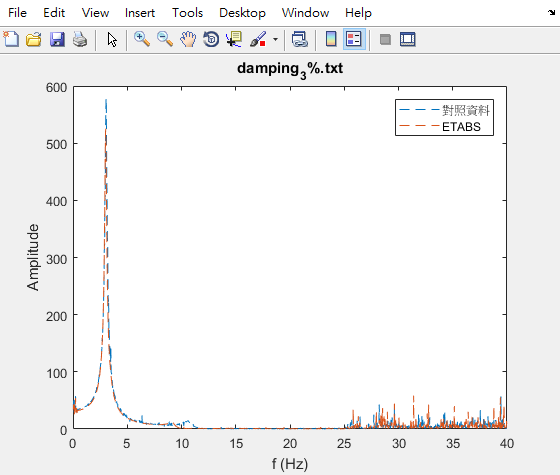 File Edit View Insert Tools Desktop Window Help
damping3%.txt
600
500
400
300
200
100
0
Amplitude
對照資料
ETABS
0 5 10 15 20 25 30 35 40
f (Hz)